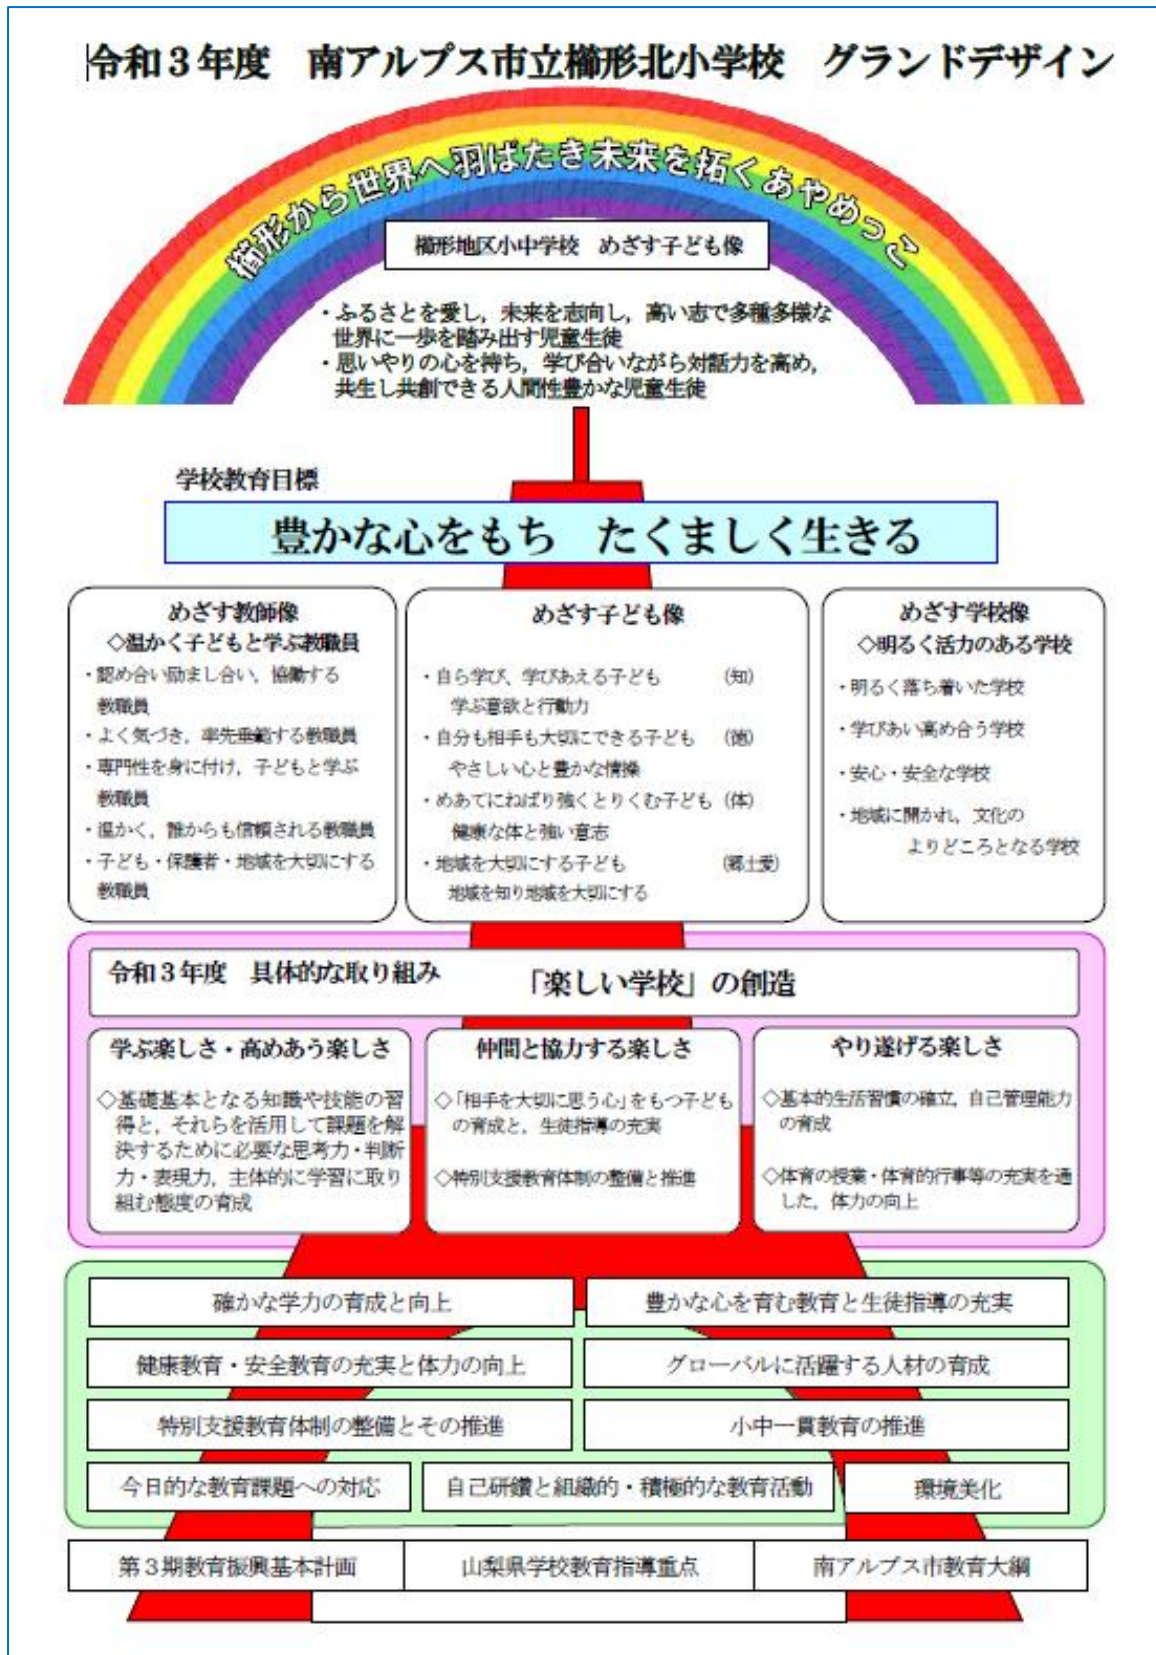 令和３年度　南アルプス市立櫛形北小学校　グランドデザイン
櫛形から世界へ羽ばたき未来を拓くあやめっこ
櫛形地区小中学校　めざす子ども像
・ふるさとを愛し，未来を志向し，高い志で多種多様な
世界に一歩を踏み出す児童生徒
・思いやりの心を持ち，学び合いながら対話力を高め，
共生し共創できる人間性豊かな児童生徒
学校教育目標
豊かな心をもち　たくましく生きる
めざす教師像
◇温かく子どもと学ぶ教職員
・認め合い励まし合い，協働する
教職員
・よく気づき，率先垂範する教職員
・専門性を身に付け，子どもと学ぶ
教職員
・温かく，誰からも信頼される教職員
・子ども・保護者・地域を大切にする
教職員
めざす子ども像
・自ら学び、学びあえる子ども　（知）
学ぶ意欲と行動力
・自分も相手も大切にできる子ども　（徳）
やさしい心と豊かな情操
・めあてにねばり強くとりくむ子ども（体）
健康な体と強い意志
・地域を大切にする子ども　（郷土愛）
地域を知り地域を大切にする
めざす学校像
◇明るく活力のある学校
・明るく落ち着いた学校
・学びあい高め合う学校
・安心・安全な学校
・地域に開かれ，文化の
よりどころとなる学校
令和３年度　具体的な取り組み　「楽しい学校」の創造
学ぶ楽しさ・高めあう楽しさ
◇基礎基本となる知識や技能の習
得と，それらを活用して課題を解
決するために必要な思考力・判断
力・表現力，主体的に学習に取り
組む態度の育成
仲間と協力する楽しさ
◇「相手を大切に思う心」をもつ子ども
の育成と，生徒指導の充実
◇特別支援教育体制の整備と推進
やり遂げる楽しさ
◇基本的生活習慣の確立，自己管理能力
の育成
◇体育の授業・体育的行事等の充実を通
した，体力の向上
確かな学力の育成と向上
豊かな心を育む教育と生徒指導の充実
健康教育・安全教育の充実と体力の向上
グローバルに活躍する人材の育成
特別支援教育体制の整備とその推進
小中一貫教育の推進
今日的な教育課題への対応
自己研鑽と組織的・積極的な教育活動
環境美化
第３期教育振興基本計画
山梨県学校教育指導重点
南アルプス市教育大綱